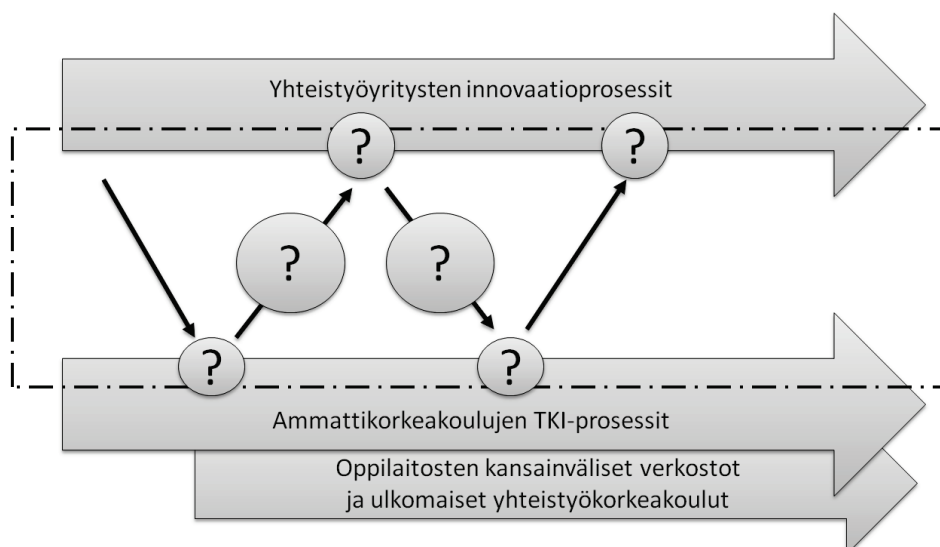 Yhteistyöyritysten innovaatioprosessit
?
?
?
?
?
?
Ammattikorkeakoulujen TKI-prosessit
Oppilaitosten kansainväliset verkostot
ja ulkomaiset yhteistyökorkeakoulut